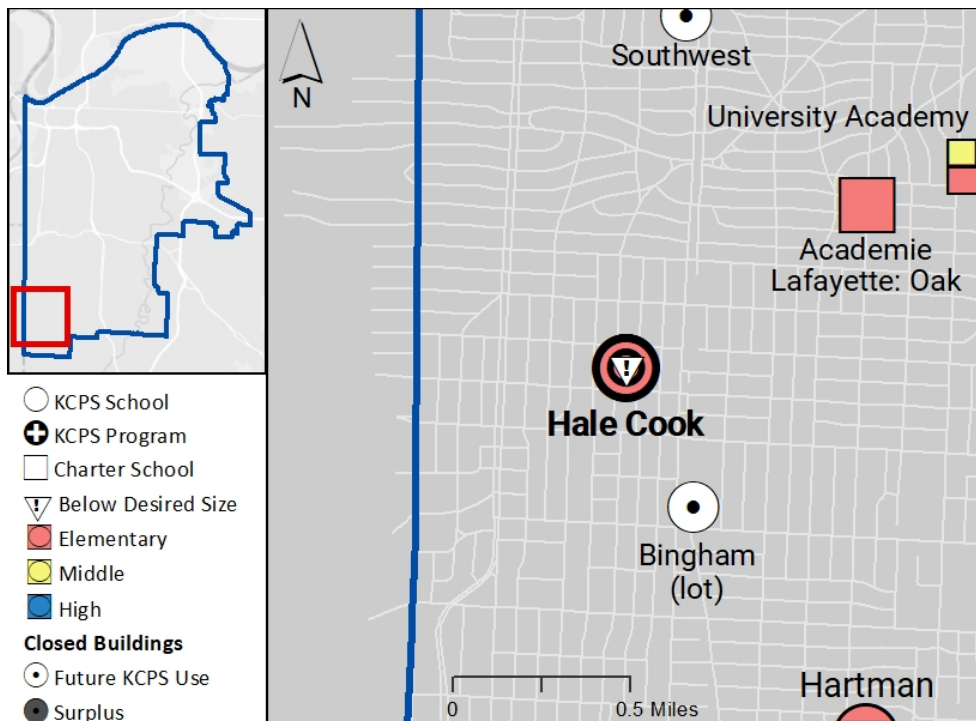 N
KCPS School
KCPS Program
Charter School
! Below Desired Size
Elementary
Middle
High
Closed Buildings
Future KCPS Use
Surplus
Southwest
University Academy
Academie
Lafayette: Oak
!
Hale Cook
Bingham
(lot)
Hartman
0 0.5 Miles